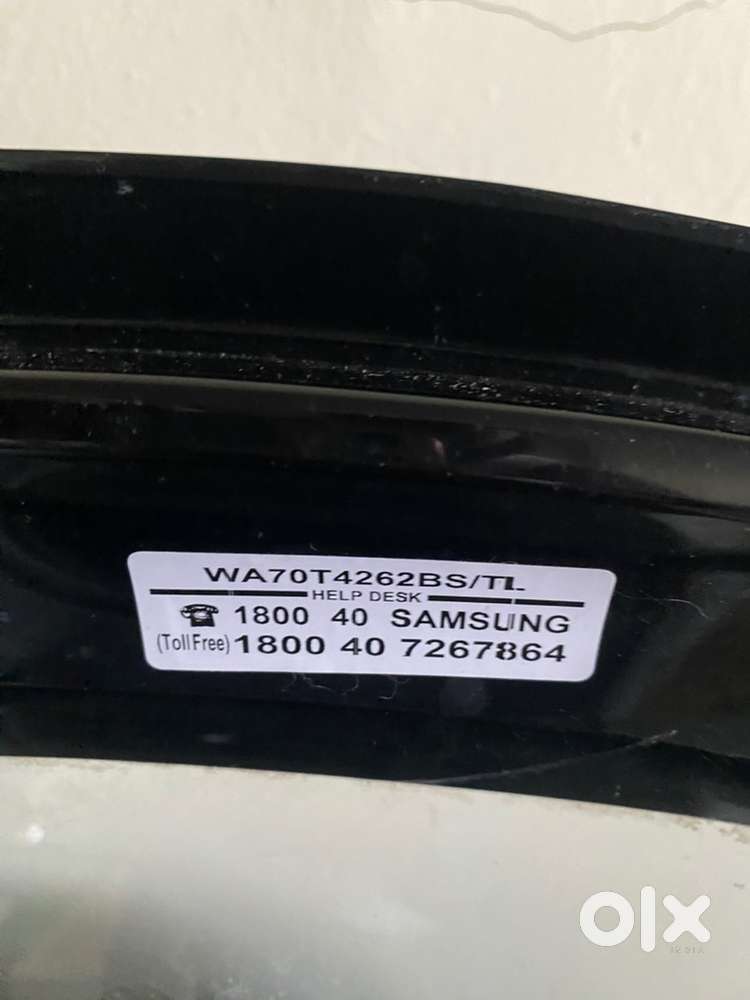 WA70T4262BS/TL
HELP DESK
1800 40 SAMSUNG
(Toll Free) 1800 40 7267864
olx